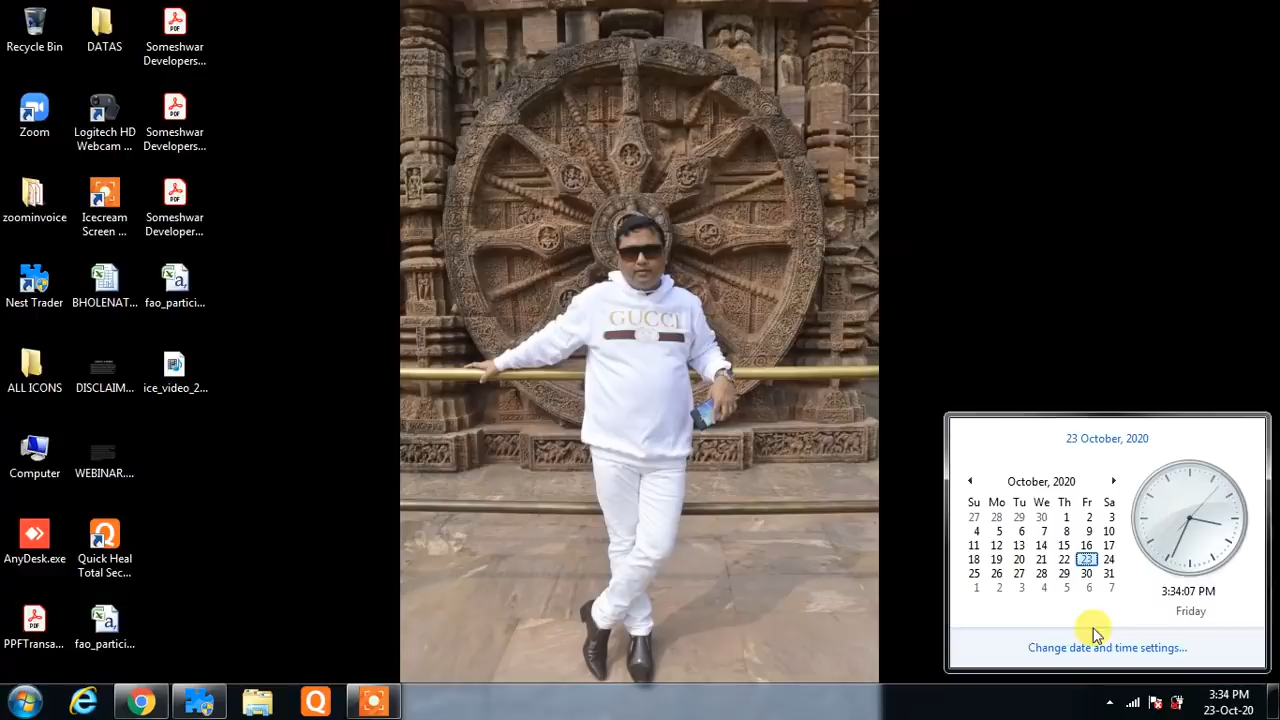 Recycle Bin
DATAS
Someshwar
Developers...
Zoom
Logitech HD
Webcam ...
Someshwar
Developers...
zoominvoice
Icecream
Screen ...
Someshwar
Developer...
Nest Trader
BHOLENAT...
fao_partici...
ALL ICONS
DISCLAIM...
ice_video_2...
Computer
WEBINAR....
AnyDesk.exe
Quick Heal
Total Sec...
PPFTransa...
fao_partici...
GUCCI
23 October, 2020
October, 2020
Su Mo Tu We Th Fr Sa
27 28 29 30 1 2 3
4 5 6 7 8 9 10
11 12 13 14 15 16 17
18 19 20 21 22 23 24
25 26 27 28 29 30 31
1 2 3 4 5 6 7
3:34:07 PM
Friday
Change date and time settings...
3:34 PM
23-Oct-20